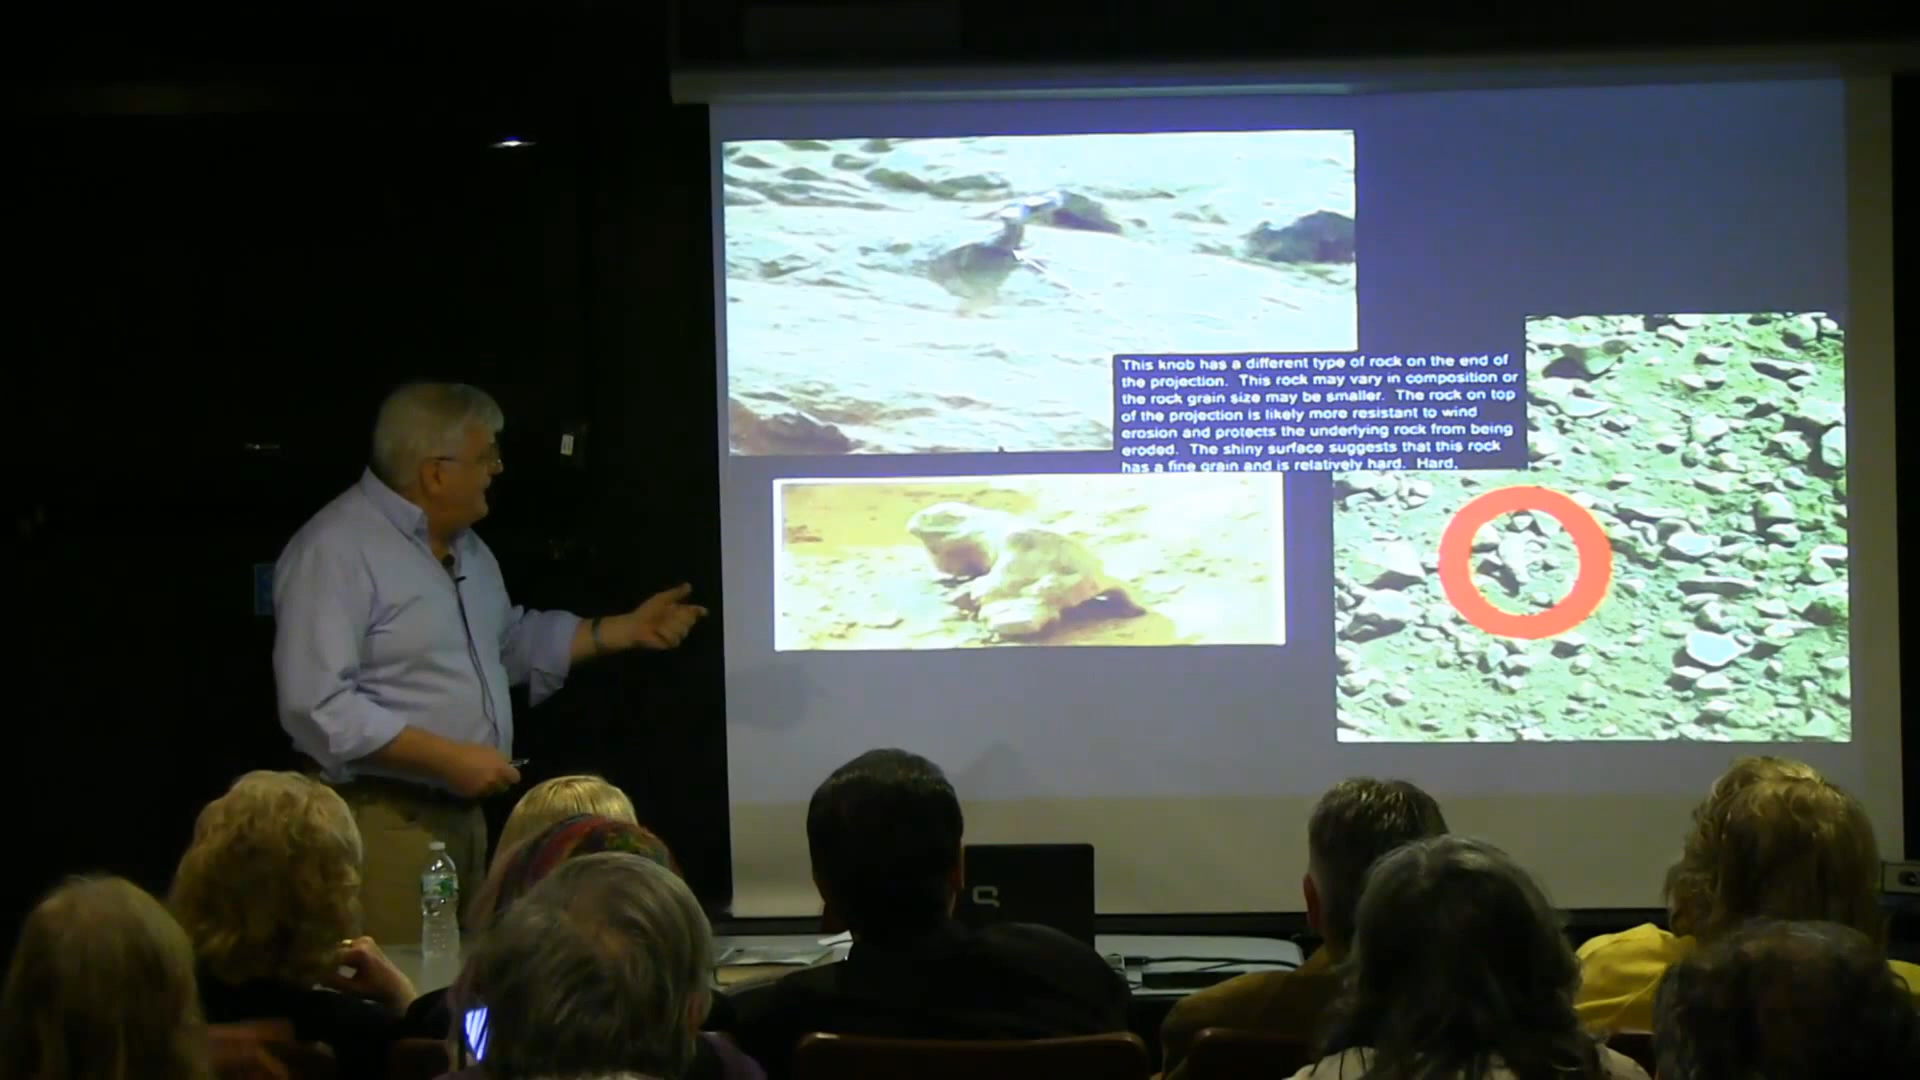 This knob has a different type of rock on the end of
the projection. This rock may vary in composition or
the rock grain size may be smaller. The rock on top
of the projection is likely more resistant to wind
erosion and protects the underlying rock from being
eroded. The shiny surface suggests that this rock
has a fine grain and is relatively hard. Hard,